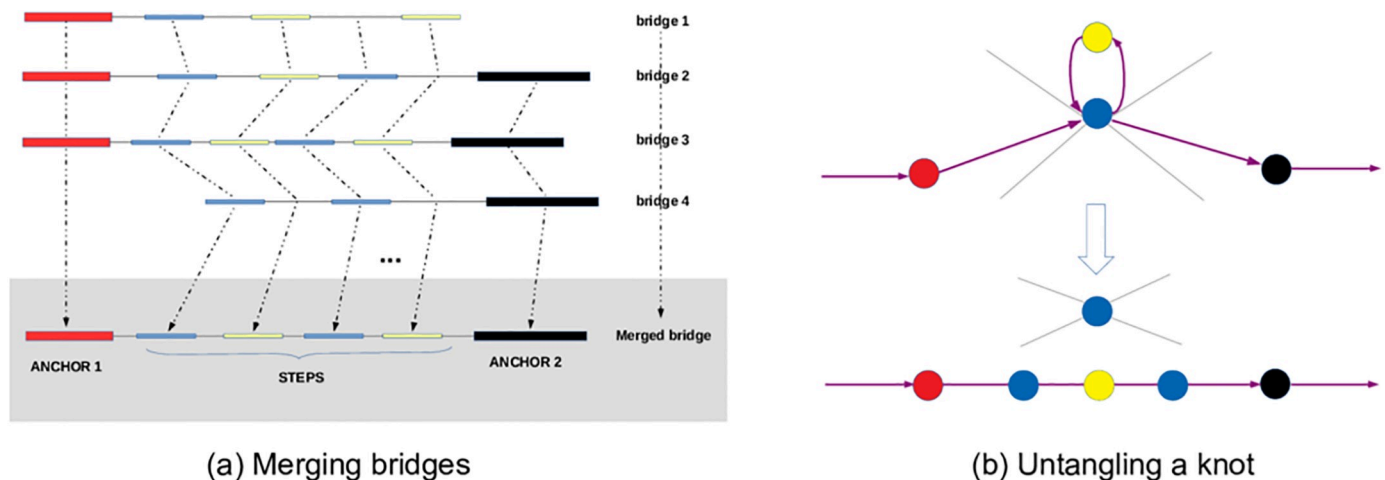 bridge 1
bridge 2
bridge 3
bridge 4
...
Merged bridge
ANCHOR 1
STEPS
ANCHOR 2
(a) Merging bridges
(b) Untangling a knot